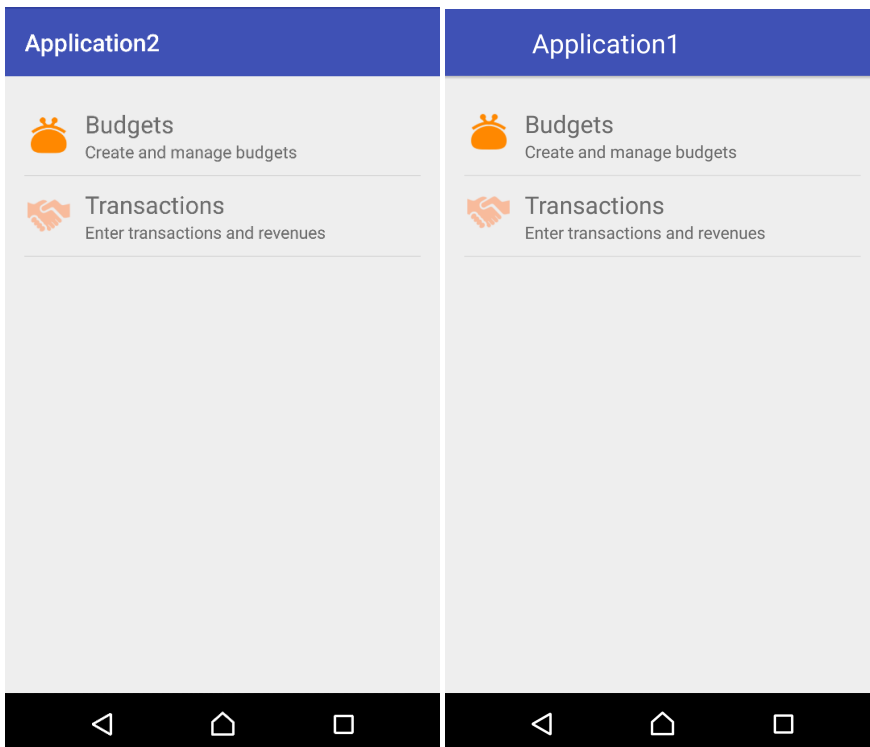 Application2
Budgets
Create and manage budgets
Transactions
Enter transactions and revenues
Application1
Budgets
Create and manage budgets
Transactions
Enter transactions and revenues